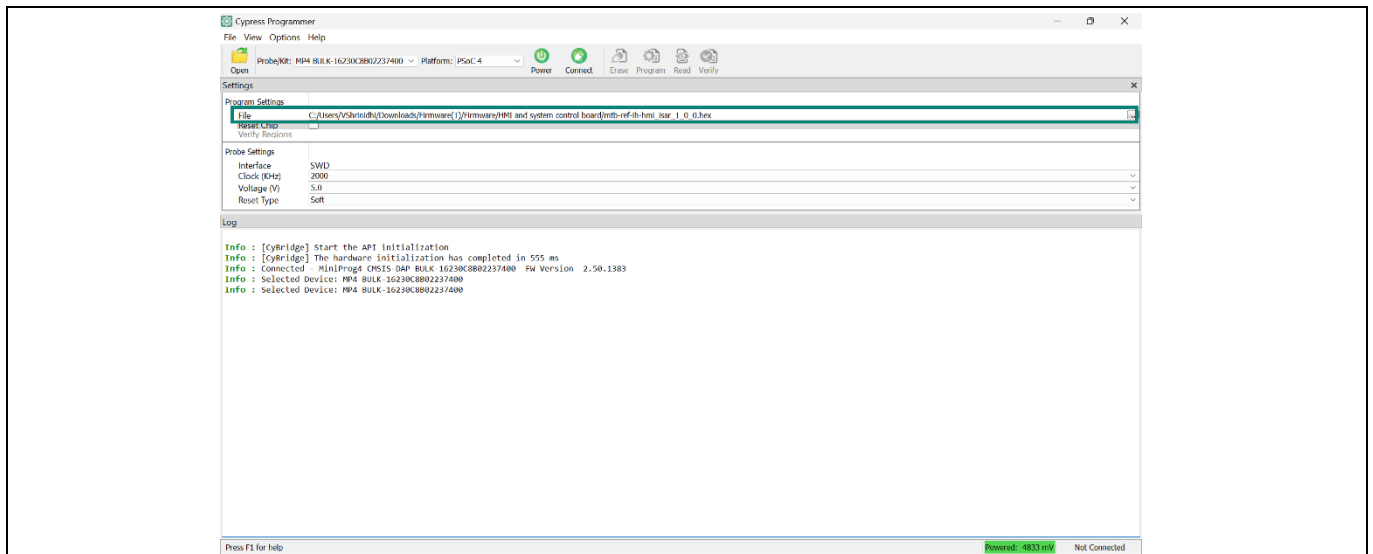 Cypress Programmer
File View Options Help
Open Probe/Kit: MP4 BULK-16230C8B02237400 Platform: PSoC 4 Power Connect Erase Program Read Verify
Settings
Program Settings
File C:/Users/VShrinidhi/Downloads/Firmware(1)/Firmware/HMI and system control board/mtb-ref-ih-hmi_isar_1_0_0.hex
Reset Chip
Verify Regions
Probe Settings
Interface SWD
Clock (KHz) 2000
Voltage (V) 5.0
Reset Type Soft
Log
Info : [CyBridge] Start the API initialization
Info : [CyBridge] The hardware initialization has completed in 555 ms
Info : Connected - MiniProg4 CMSIS-DAP BULK-16230C8B02237400 FW Version 2.50.1383
Info : Selected Device: MP4 BULK-16230C8B02237400
Info : Selected Device: MP4 BULK-16230C8B02237400
Press F1 for help Powered: 4833 mV Not Connected